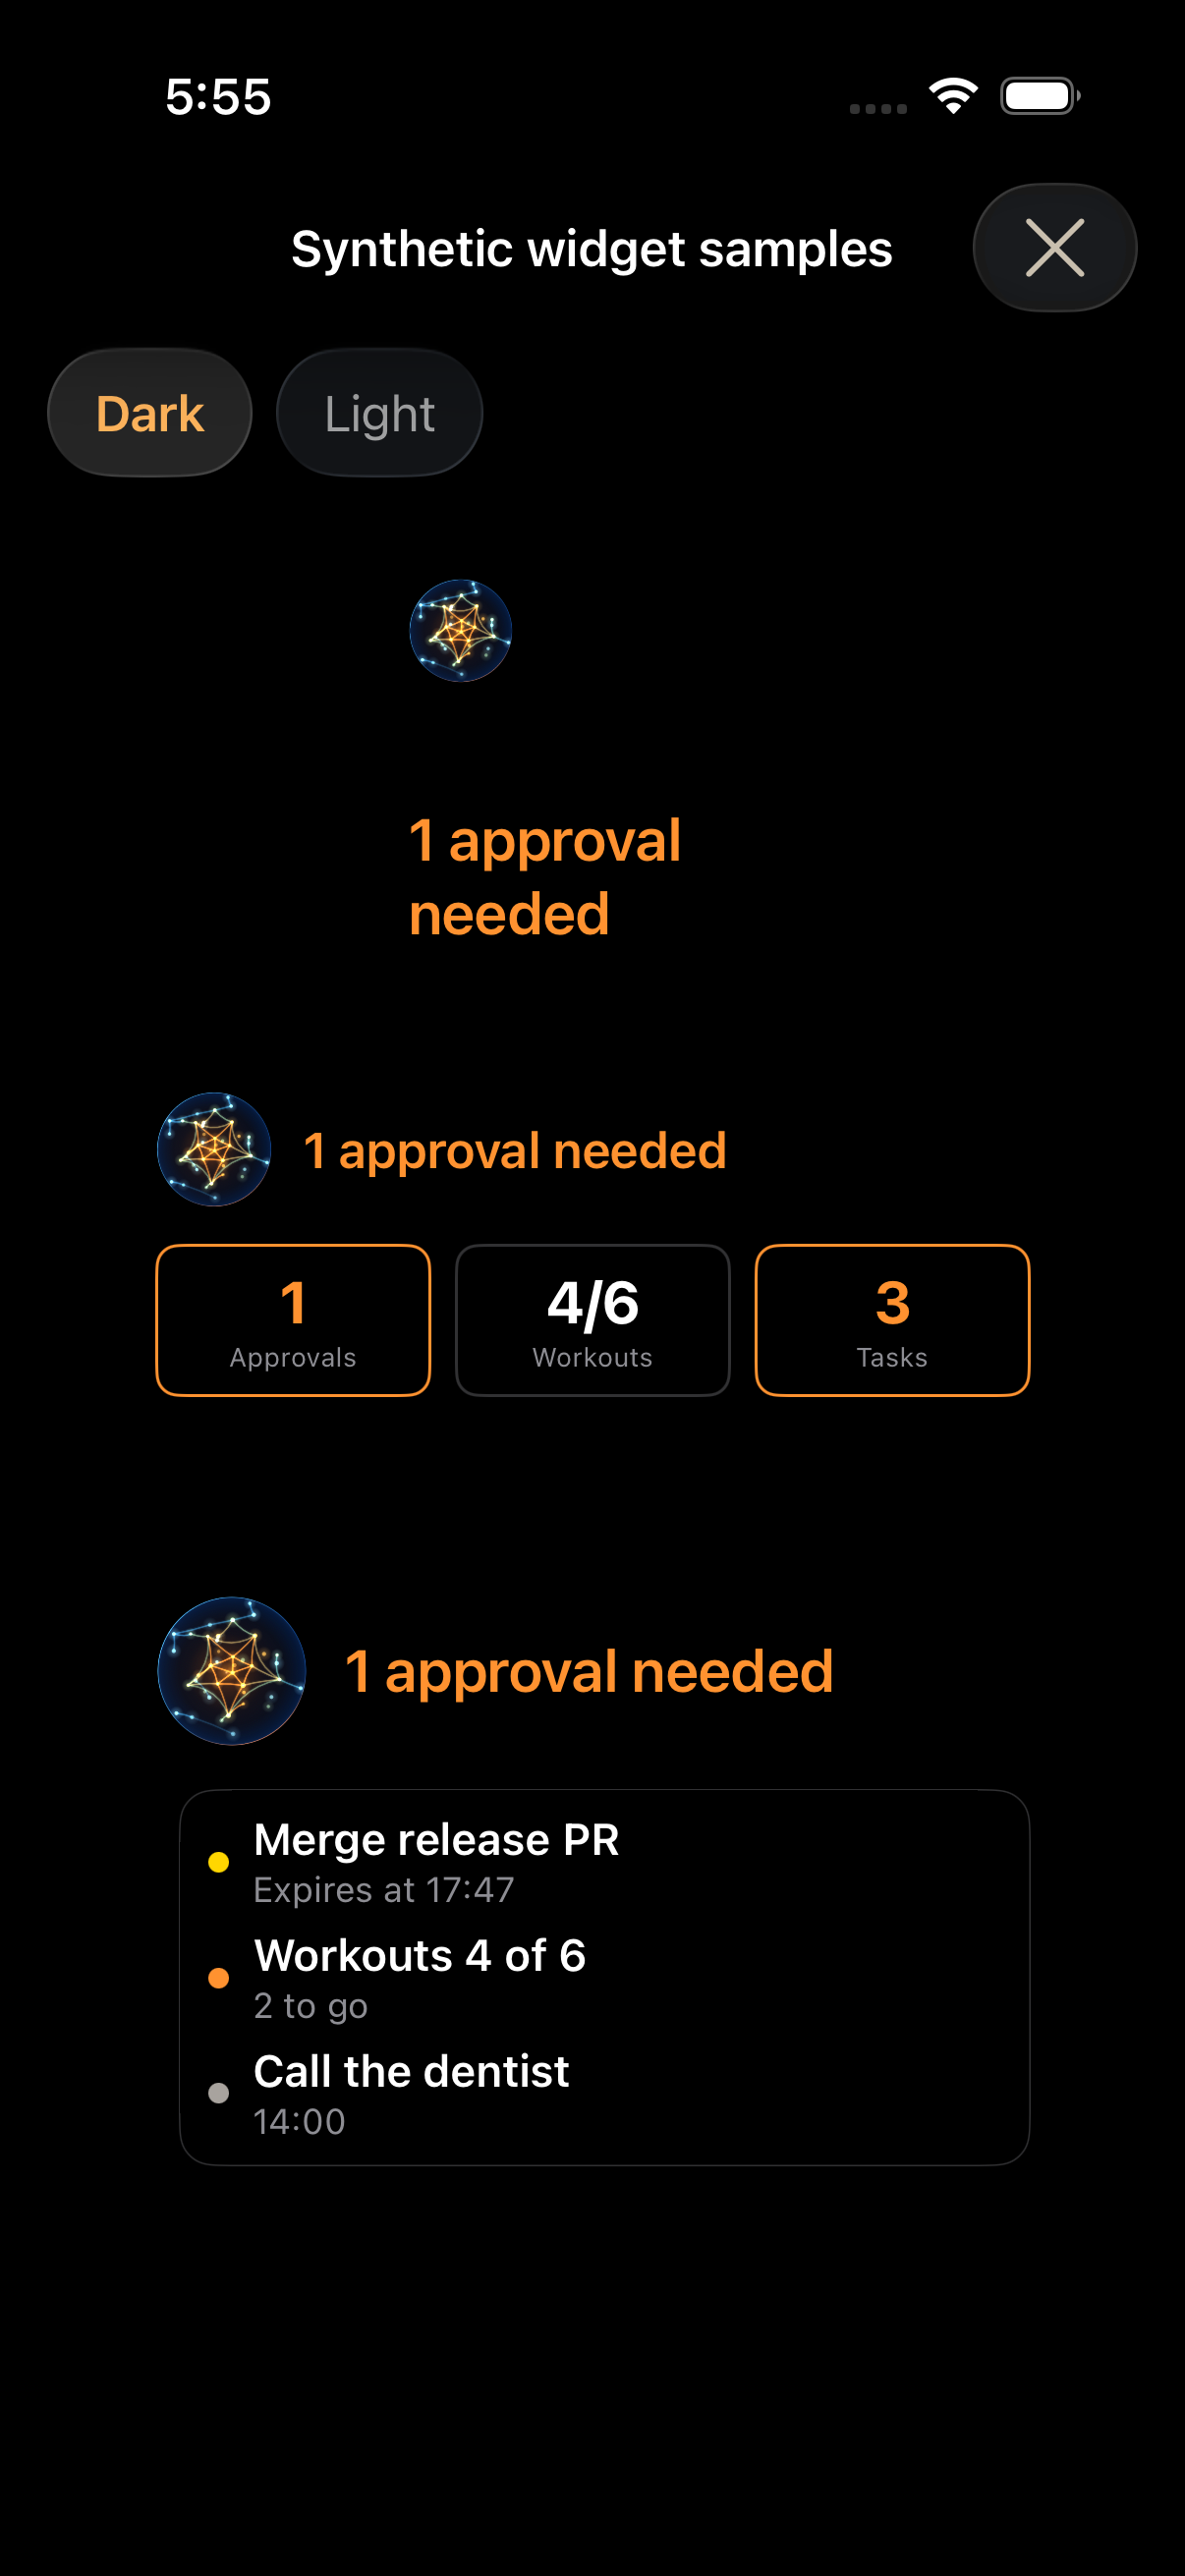 5:55
Synthetic widget samples
Dark
Light
1 approval
needed
1 approval needed
1
4/6
3
Approvals
Workouts
Tasks
1 approval needed
Merge release PR
Expires at 17:47
Workouts 4 of 6
2 to go
Call the dentist
14:00